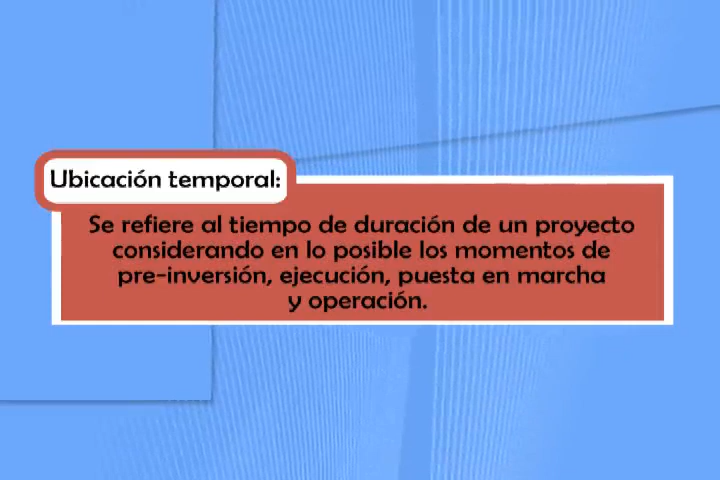 Ubicación temporal:
Se refiere al tiempo de duración de un proyecto
considerando en lo posible los momentos de
pre-inversión, ejecución, puesta en marcha
y operación.